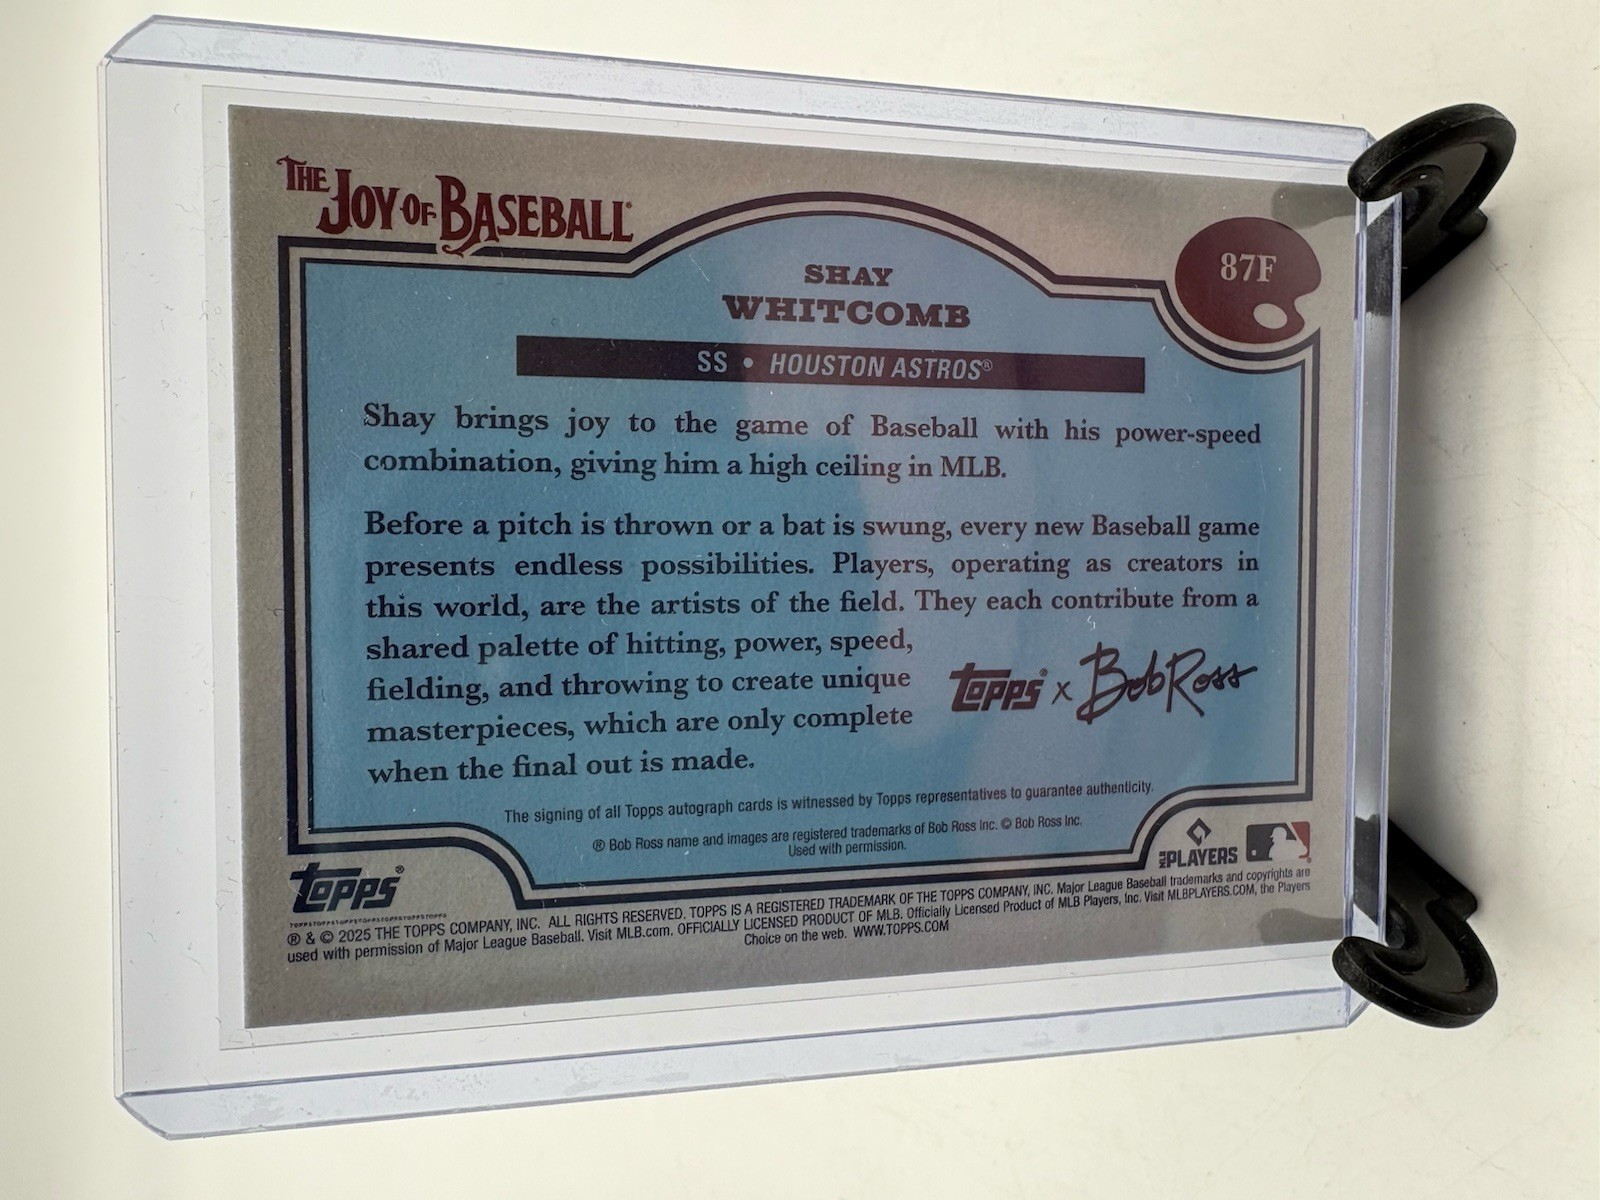 THE JOY OF BASEBALL®
87F
SHAY
WHITCOMB
SS • HOUSTON ASTROS®
Shay brings joy to the game of Baseball with his power-speed
combination, giving him a high ceiling in MLB.
Before a pitch is thrown or a bat is swung, every new Baseball game
presents endless possibilities. Players, operating as creators in
this world, are the artists of the field. They each contribute from a
shared palette of hitting, power, speed,
fielding, and throwing to create unique
masterpieces, which are only complete
when the final out is made.
Topps® x Bob Ross
The signing of all Topps autograph cards is witnessed by Topps representatives to guarantee authenticity.
® Bob Ross name and images are registered trademarks of Bob Ross Inc. © Bob Ross Inc.
Used with permission.
MLB PLAYERS
Topps®
® & © 2025 THE TOPPS COMPANY, INC. ALL RIGHTS RESERVED. TOPPS IS A REGISTERED TRADEMARK OF THE TOPPS COMPANY, INC. Major League Baseball trademarks and copyrights are
used with permission of Major League Baseball. Visit MLB.com. OFFICIALLY LICENSED PRODUCT OF MLB. Officially Licensed Product of MLB Players, Inc. Visit MLBPLAYERS.COM, the Players
Choice on the web. WWW.TOPPS.COM